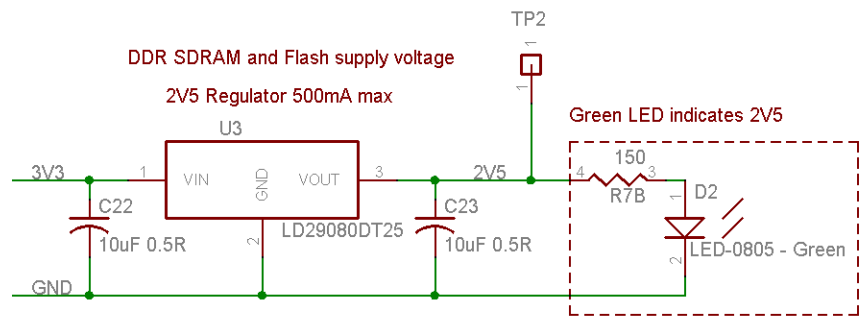 TP2
1
DDR SDRAM and Flash supply voltage
2V5 Regulator 500mA max
1
Green LED indicates 2V5
U3
150
3V3
1
VIN
GND
VOUT
3
2V5
4
3
R7B
1
D2
C22
10uF 0.5R
2
LD29080DT25
C23
10uF 0.5R
2
LED-0805 - Green
GND